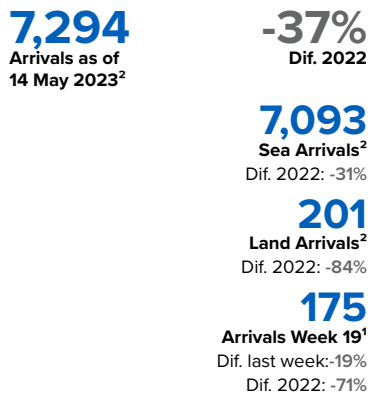 7,294
Arrivals as of
14 May 2023²
-37%
Dif. 2022
7,093
Sea Arrivals²
Dif. 2022: -31%
201
Land Arrivals²
Dif. 2022: -84%
175
Arrivals Week 19¹
Dif. last week:-19%
Dif. 2022: -71%